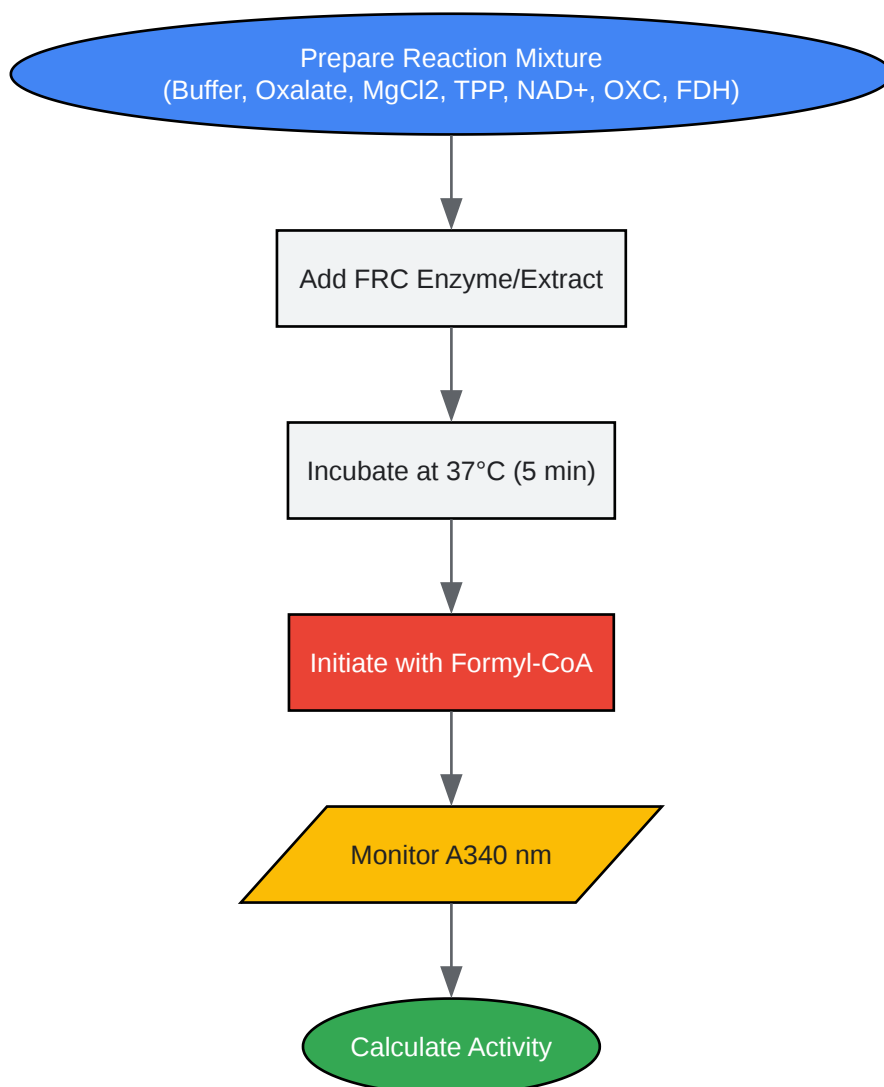 Prepare Reaction Mixture
(Buffer, Oxalate, MgCl2, TPP, NAD+, OXC, FDH)
Add FRC Enzyme/Extract
Incubate at 37°C (5 min)
Initiate with Formyl-CoA
Monitor A340 nm
Calculate Activity